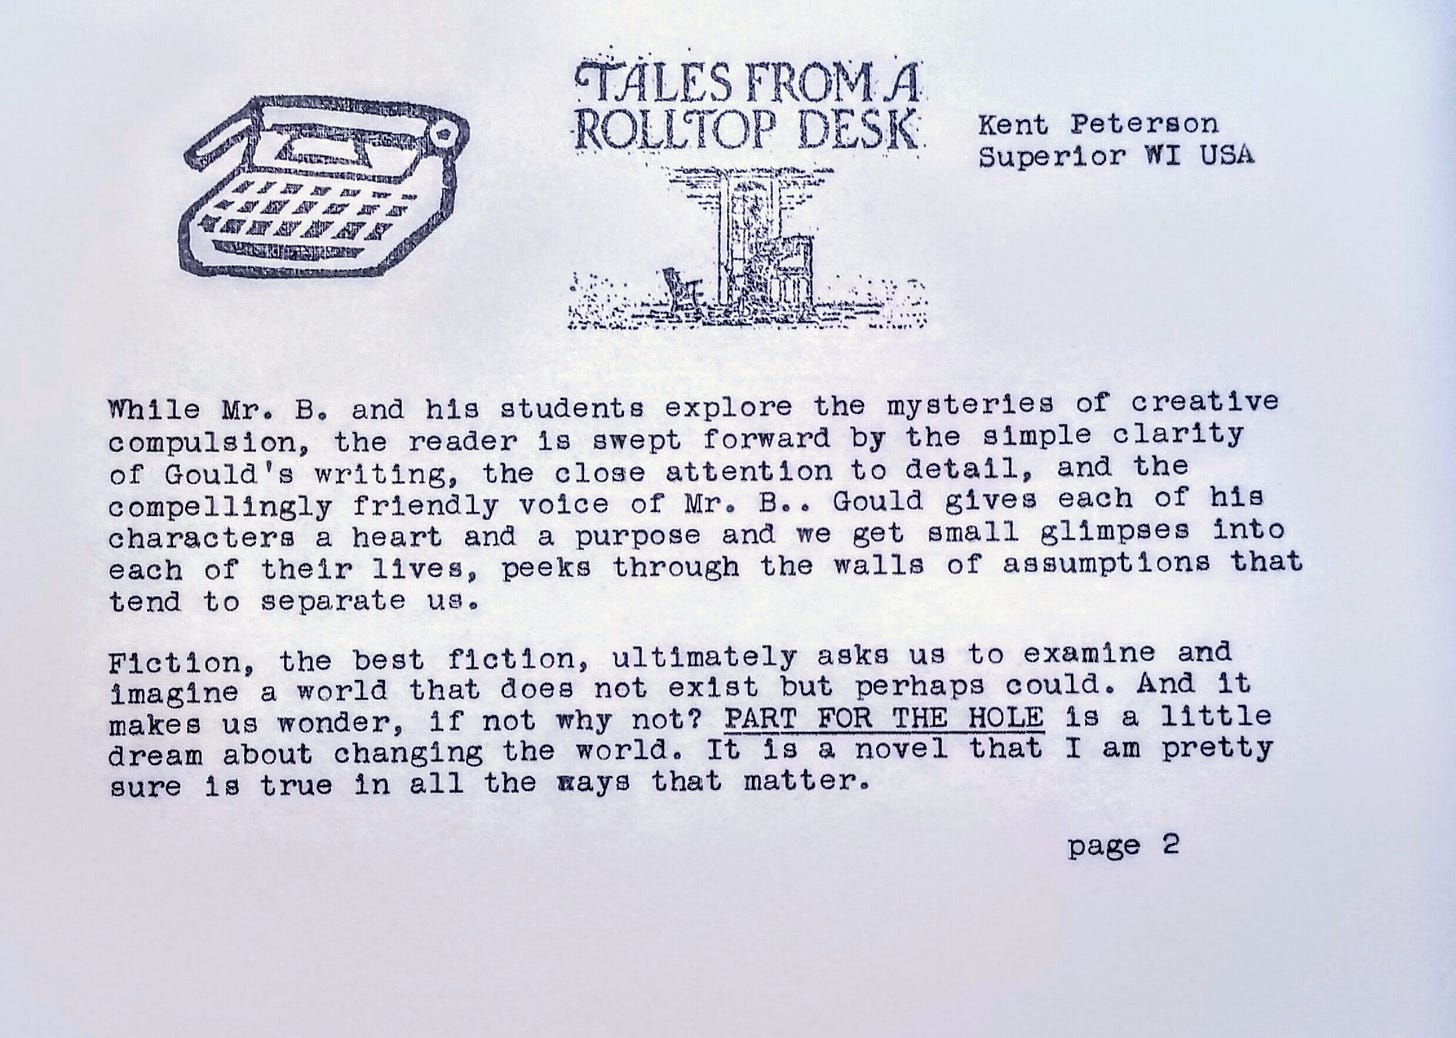 TALES FROM A
ROLLTOP DESK
Kent Peterson
Superior WI USA
While Mr. B. and his students explore the mysteries of creative
compulsion, the reader is swept forward by the simple clarity
of Gould's writing, the close attention to detail, and the
compellingly friendly voice of Mr. B.. Gould gives each of his
characters a heart and a purpose and we get small glimpses into
each of their lives, peeks through the walls of assumptions that
tend to separate us.
Fiction, the best fiction, ultimately asks us to examine and
imagine a world that does not exist but perhaps could. And it
makes us wonder, if not why not? PART FOR THE HOLE is a little
dream about changing the world. It is a novel that I am pretty
sure is true in all the ways that matter.
page 2